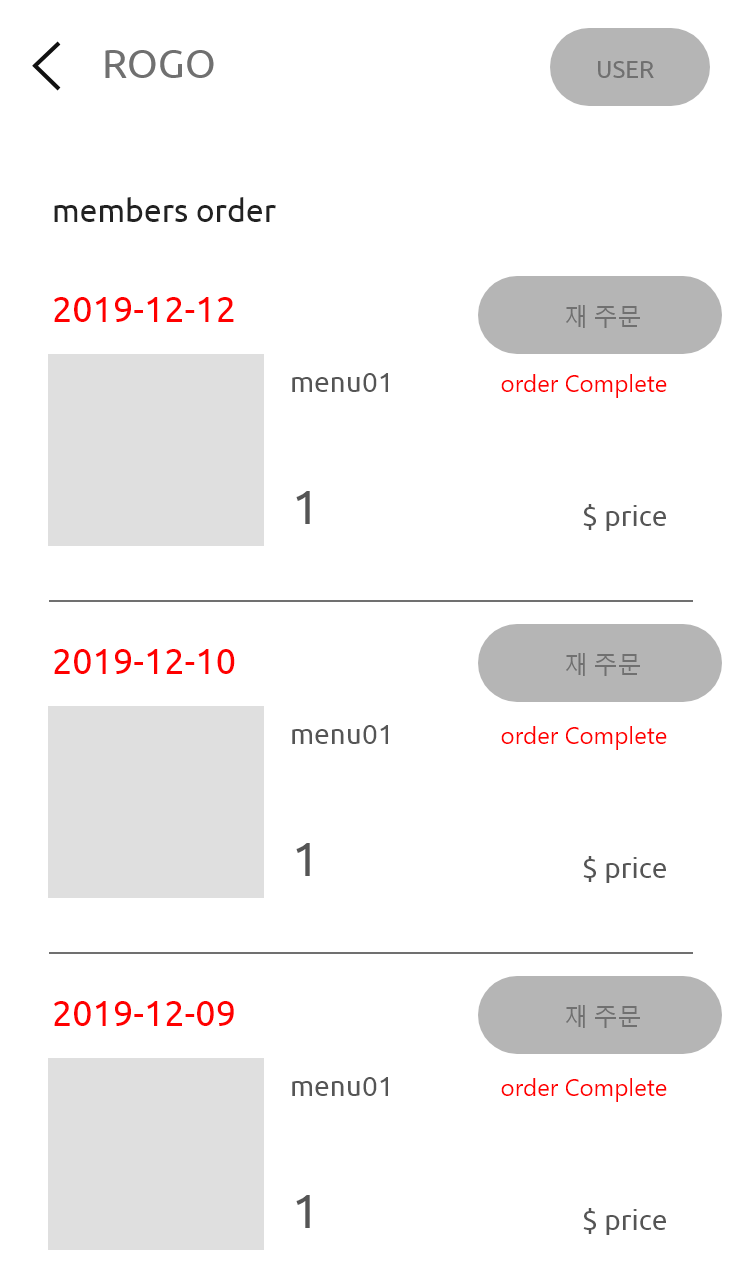 ROGO
USER
members order
2019-12-12
재 주문
menu01
order Complete
1
$ price
2019-12-10
재 주문
menu01
order Complete
1
$ price
2019-12-09
재 주문
menu01
order Complete
1
$ price